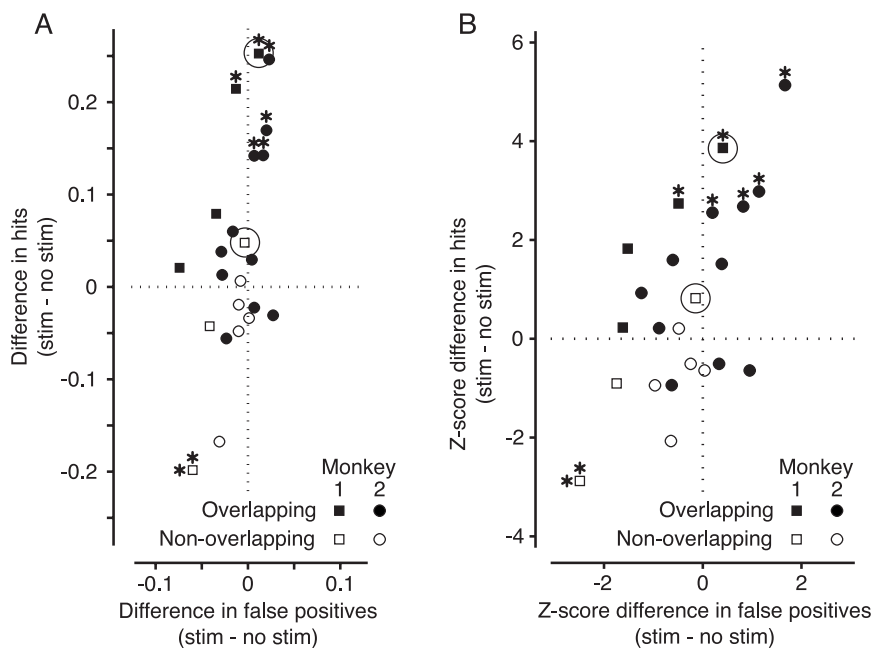 A
0.2
0.1
0
-0.1
-0.2
Difference in hits
(stim - no stim)
Monkey
1 2
Overlapping
Non-overlapping
-0.1 0 0.1
Difference in false positives
(stim - no stim)
B
6
4
2
0
-2
-4
Z-score difference in hits
(stim - no stim)
Monkey
1 2
Overlapping
Non-overlapping
-2 0 2
Z-score difference in false positives
(stim - no stim)